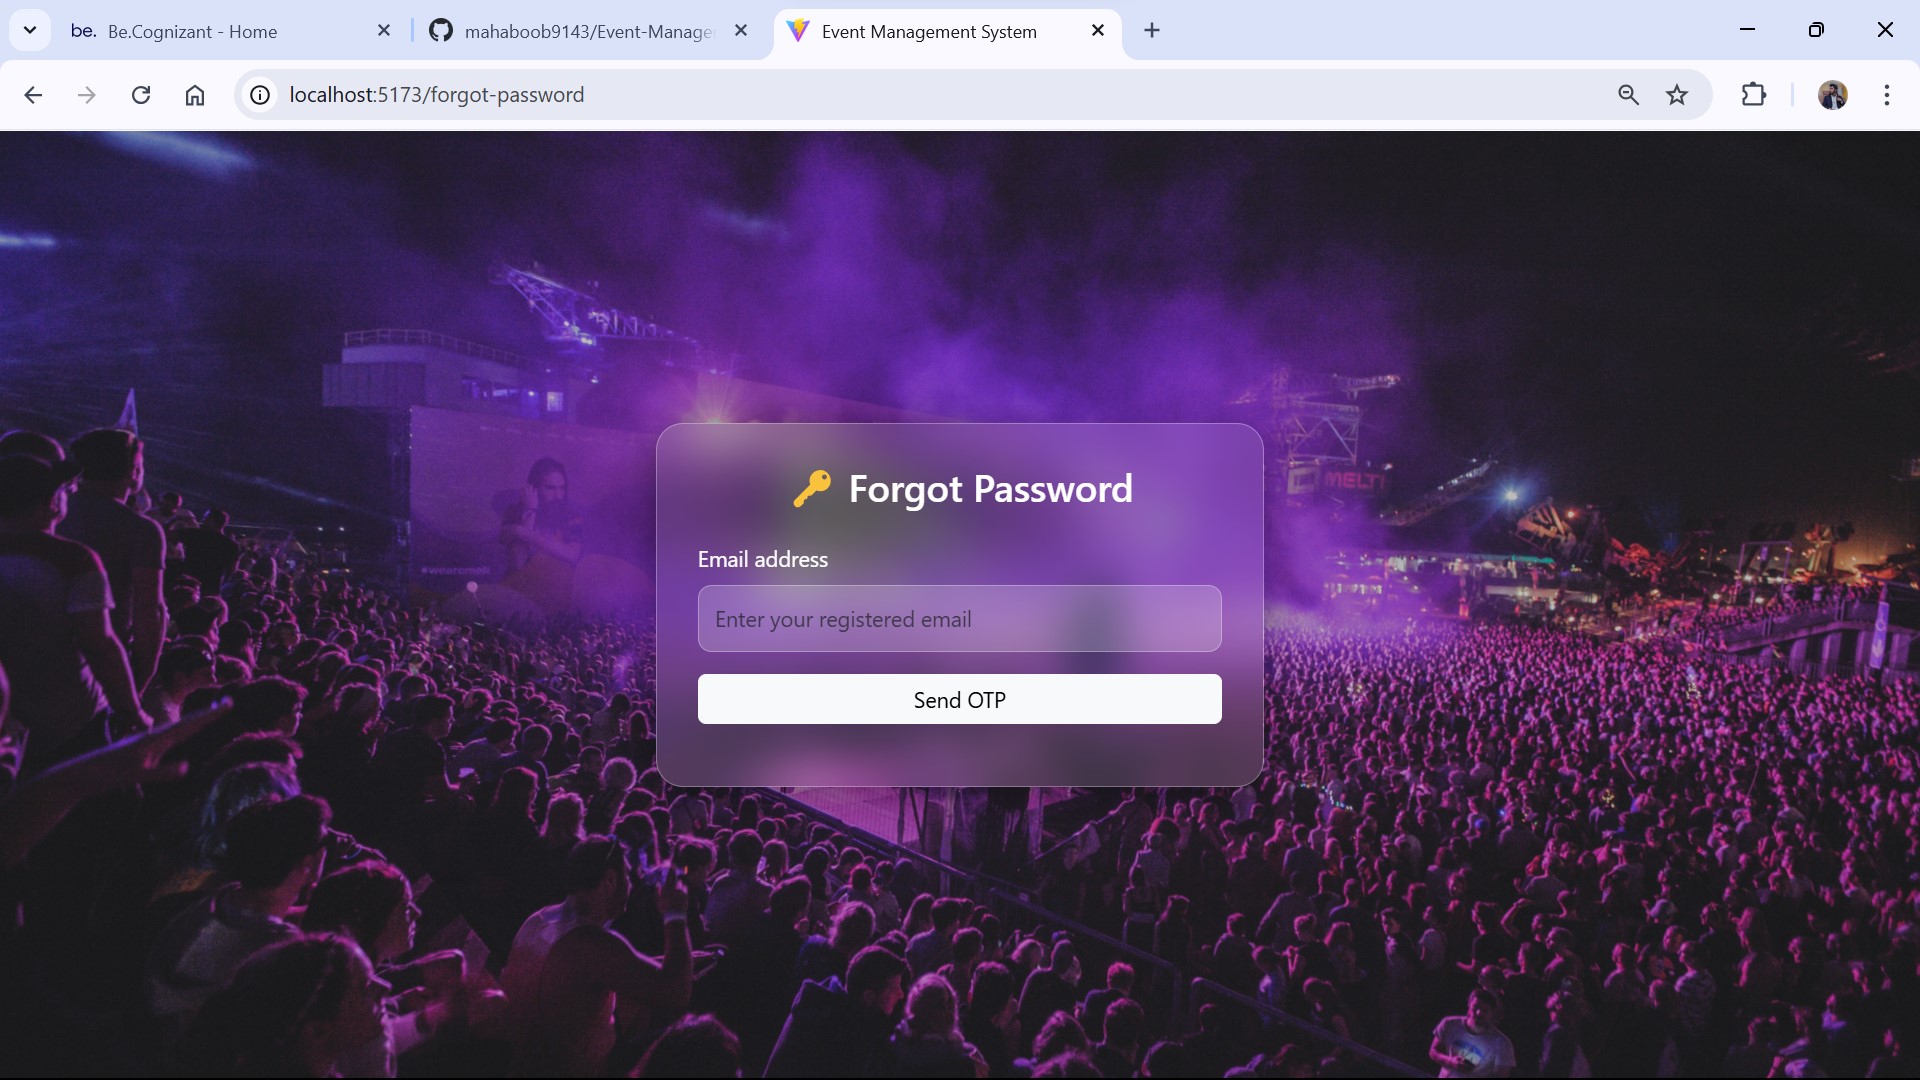 be. Be.Cognizant - Home
mahaboob9143/Event-Manage
Event Management System
localhost:5173/forgot-password
MELT!
#wearemelt
Forgot Password
Email address
Enter your registered email
Send OTP